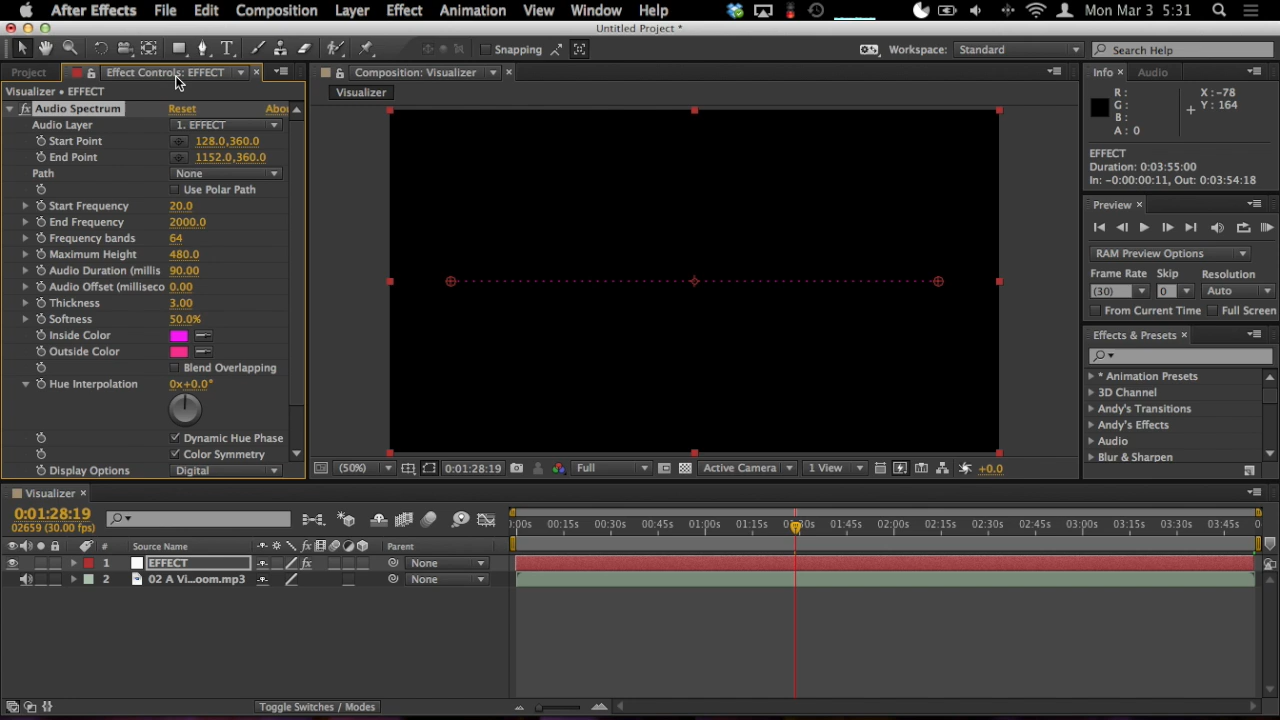 After Effects File Edit Composition Layer Effect Animation View Window Help Mon Mar 3 5:31
Untitled Project *
Snapping Workspace: Standard Search Help
Project Effect Controls: EFFECT × Composition: Visualizer × Info × Audio
Visualizer • EFFECT
Visualizer
fx Audio Spectrum Reset Abou
Audio Layer 1. EFFECT
Start Point 128.0,360.0
End Point 1152.0,360.0
Path None
Use Polar Path
Start Frequency 20.0
End Frequency 2000.0
Frequency bands 64
Maximum Height 480.0
Audio Duration (millis 90.00
Audio Offset (milliseco 0.00
Thickness 3.00
Softness 50.0%
Inside Color
Outside Color
Blend Overlapping
Hue Interpolation 0x+0.0°
Dynamic Hue Phase
Color Symmetry
Display Options Digital
(50%) 0:01:28:19 Full Active Camera 1 View +0.0
R: X: -78
G: Y: 164
B:
A: 0
EFFECT
Duration: 0:03:55:00
In: -0:00:00:11, Out: 0:03:54:18
Preview ×
RAM Preview Options
Frame Rate Skip Resolution
(30) 0 Auto
From Current Time Full Screen
Effects & Presets ×
* Animation Presets
3D Channel
Andy's Transitions
Andy's Effects
Audio
Blur & Sharpen
Visualizer ×
0:01:28:19
02659 (30.00 fps)
:00s 00:15s 00:30s 00:45s 01:00s 01:15s 01:30s 01:45s 02:00s 02:15s 02:30s 02:45s 03:00s 03:15s 03:30s 03:45s
# Source Name fx Parent
1 EFFECT fx None
2 02 A Vi...oom.mp3 None
Toggle Switches / Modes